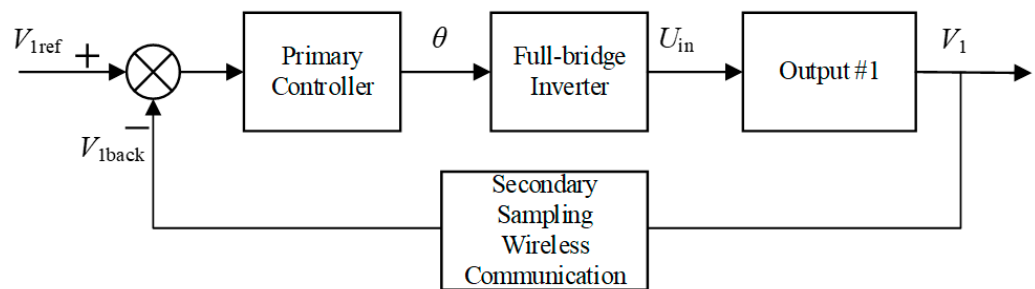 V1ref
+
Primary
Controller
θ
Full-bridge
Inverter
Uin
Output #1
V1
−
V1back
Secondary
Sampling
Wireless
Communication